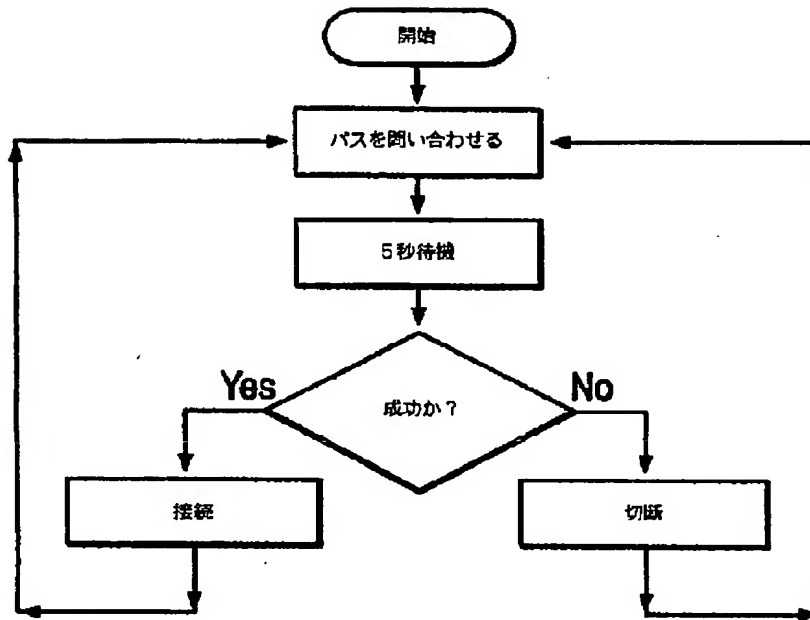 開始
パスを問い合わせる
5秒待機
成功か?
Yes
No
接続
切断